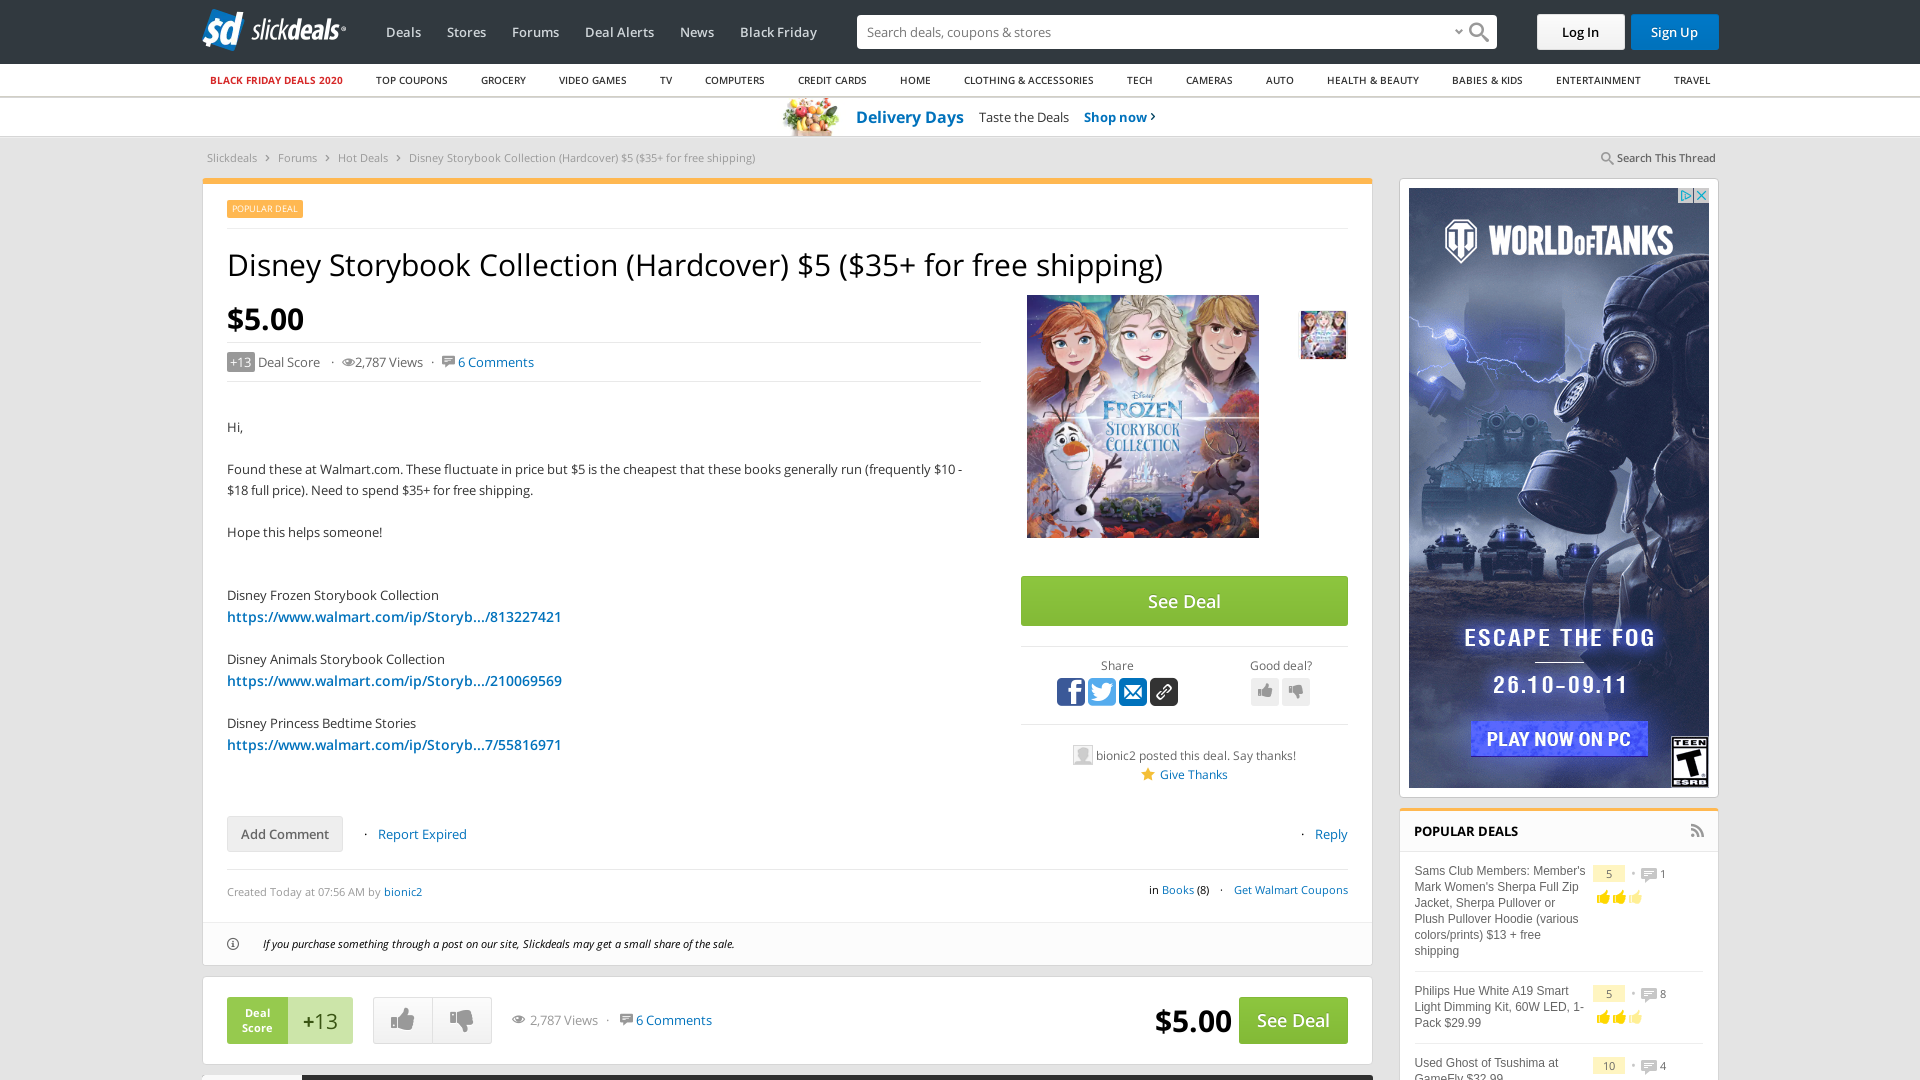 slickdeals
Deals Stores Forums Deal Alerts News Black Friday
Search deals, coupons & stores
Log In
Sign Up
BLACK FRIDAY DEALS 2020 TOP COUPONS GROCERY VIDEO GAMES TV COMPUTERS CREDIT CARDS HOME CLOTHING & ACCESSORIES TECH CAMERAS AUTO HEALTH & BEAUTY BABIES & KIDS ENTERTAINMENT TRAVEL
Delivery Days Taste the Deals Shop now
Slickdeals › Forums › Hot Deals › Disney Storybook Collection (Hardcover) $5 ($35+ for free shipping)
Search This Thread
POPULAR DEAL
Disney Storybook Collection (Hardcover) $5 ($35+ for free shipping)
$5.00
+13 Deal Score · 2,787 Views · 6 Comments
Hi,
Found these at Walmart.com. These fluctuate in price but $5 is the cheapest that these books generally run (frequently $10 -
$18 full price). Need to spend $35+ for free shipping.
Hope this helps someone!
Disney Frozen Storybook Collection
https://www.walmart.com/ip/Storyb.../813227421
Disney Animals Storybook Collection
https://www.walmart.com/ip/Storyb.../210069569
Disney Princess Bedtime Stories
https://www.walmart.com/ip/Storyb...7/55816971
Disney
FROZEN
STORYBOOK
COLLECTION
See Deal
Share
Good deal?
bionic2 posted this deal. Say thanks!
Give Thanks
Add Comment · Report Expired
· Reply
Created Today at 07:56 AM by bionic2
in Books (8) · Get Walmart Coupons
If you purchase something through a post on our site, Slickdeals may get a small share of the sale.
Deal
Score
+13
2,787 Views · 6 Comments
$5.00
See Deal
WORLD OF TANKS
ESCAPE THE FOG
26.10-09.11
PLAY NOW ON PC
TEEN
T
ESRB
POPULAR DEALS
Sams Club Members: Member's
Mark Women's Sherpa Full Zip
Jacket, Sherpa Pullover or
Plush Pullover Hoodie (various
colors/prints) $13 + free
shipping
5 • 1
Philips Hue White A19 Smart
Light Dimming Kit, 60W LED, 1-
Pack $29.99
5 • 8
Used Ghost of Tsushima at
GameFly $32.99
10 • 4